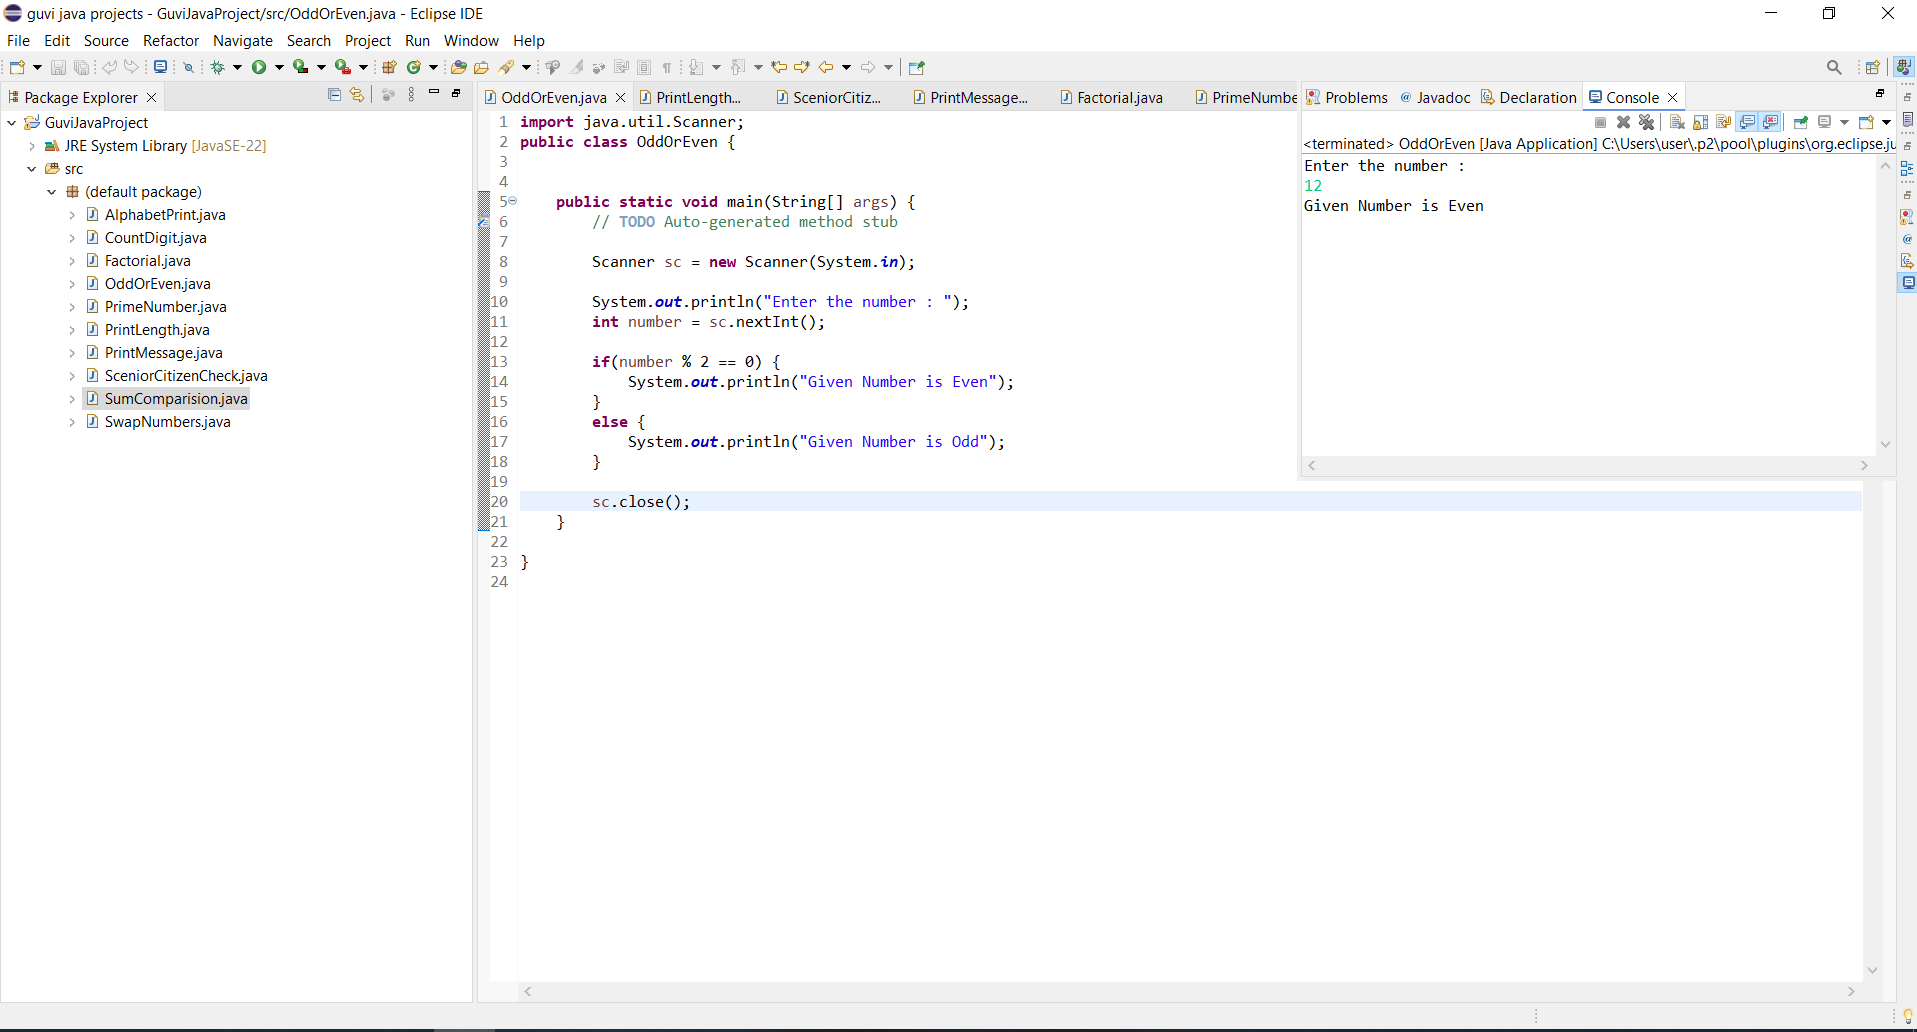 guvi java projects - GuviJavaProject/src/OddOrEven.java - Eclipse IDE
File Edit Source Refactor Navigate Search Project Run Window Help
Package Explorer
GuviJavaProject
JRE System Library [JavaSE-22]
src
(default package)
AlphabetPrint.java
CountDigit.java
Factorial.java
OddOrEven.java
PrimeNumber.java
PrintLength.java
PrintMessage.java
SceniorCitizenCheck.java
SumComparision.java
SwapNumbers.java
OddOrEven.java PrintLength... SceniorCitiz... PrintMessage... Factorial.java PrimeNumbe
1 import java.util.Scanner;
2 public class OddOrEven {
3
4
5 public static void main(String[] args) {
6 // TODO Auto-generated method stub
7
8 Scanner sc = new Scanner(System.in);
9
10 System.out.println("Enter the number : ");
11 int number = sc.nextInt();
12
13 if(number % 2 == 0) {
14 System.out.println("Given Number is Even");
15 }
16 else {
17 System.out.println("Given Number is Odd");
18 }
19
20 sc.close();
21 }
22
23 }
24
Problems @ Javadoc Declaration Console
<terminated> OddOrEven [Java Application] C:\Users\user\.p2\pool\plugins\org.eclipse.ju
Enter the number :
12
Given Number is Even